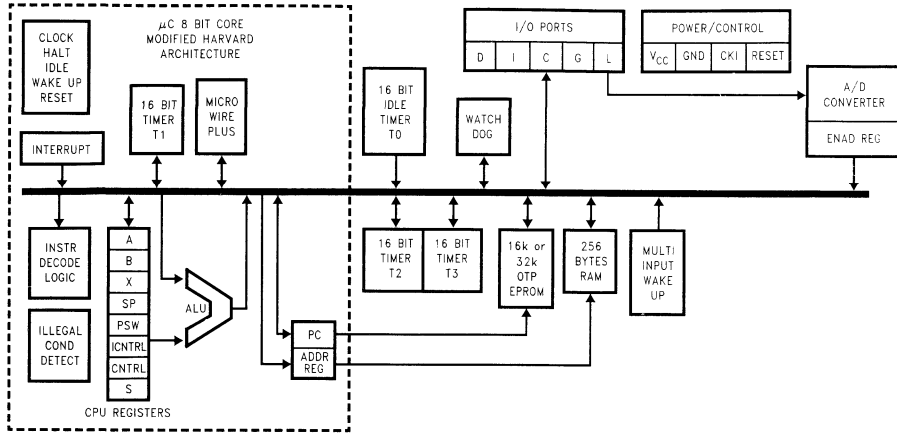 μC 8 BIT CORE
MODIFIED HARVARD
ARCHITECTURE
CLOCK
HALT
IDLE
WAKE UP
RESET
INTERRUPT
16 BIT
TIMER
T1
MICRO
WIRE
PLUS
16 BIT
IDLE
TIMER
T0
WATCH
DOG
I/O PORTS
D I C G L
POWER/CONTROL
VCC GND CKI RESET
A/D
CONVERTER
ENAD REG
INSTR
DECODE
LOGIC
ILLEGAL
COND
DETECT
A
B
X
SP
PSW
ICNTRL
CNTRL
S
CPU REGISTERS
ALU
PC
ADDR
REG
16 BIT
TIMER
T2
16 BIT
TIMER
T3
16k or
32k
OTP
EPROM
256
BYTES
RAM
MULTI
INPUT
WAKE
UP